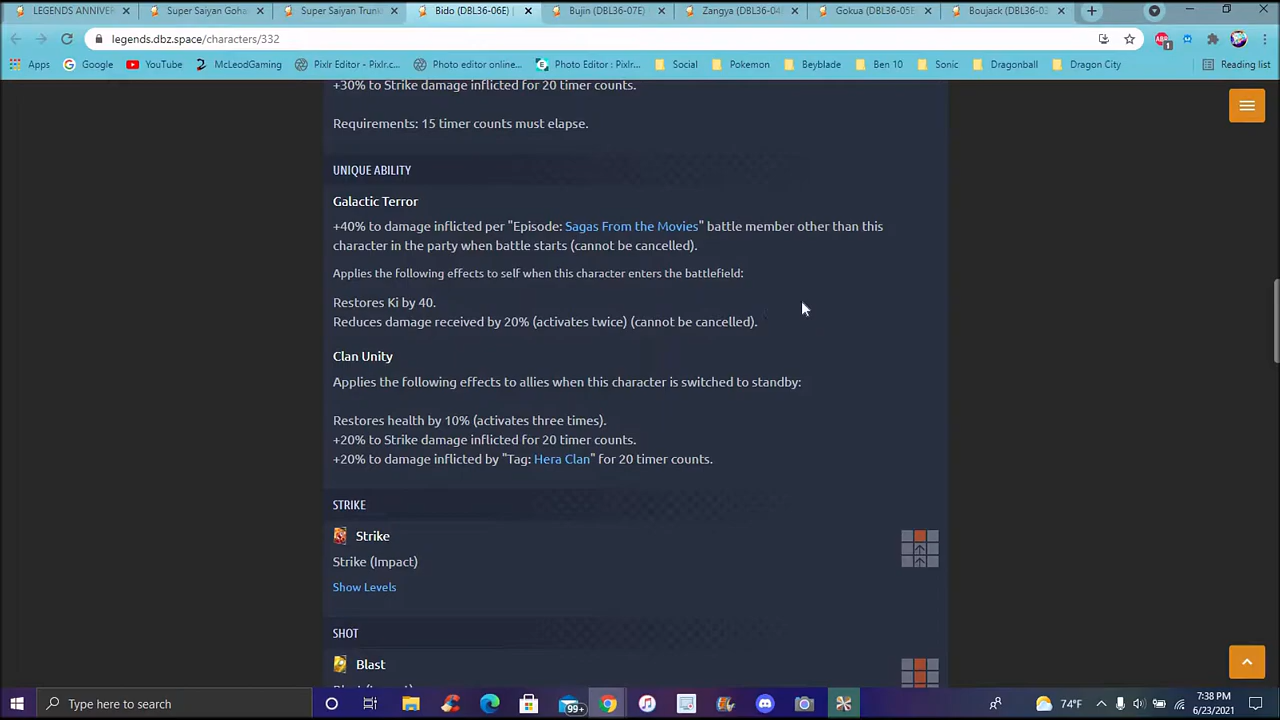 LEGENDS ANNIVER
Super Saiyan Goha
Super Saiyan Trunk
Bido (DBL36-06E) |
Bujin (DBL36-07E)
Zangya (DBL36-04
Gokua (DBL36-05E
Boujack (DBL36-03
legends.dbz.space/characters/332
Apps
Google
YouTube
McLeodGaming
Pixlr Editor - Pixlr.c...
Photo editor online...
Photo Editor : Pixlr...
Social
Pokemon
Beyblade
Ben 10
Sonic
Dragonball
Dragon City
Reading list
+30% to Strike damage inflicted for 20 timer counts.
Requirements: 15 timer counts must elapse.
UNIQUE ABILITY
Galactic Terror
+40% to damage inflicted per "Episode: Sagas From the Movies" battle member other than this
character in the party when battle starts (cannot be cancelled).
Applies the following effects to self when this character enters the battlefield:
Restores Ki by 40.
Reduces damage received by 20% (activates twice) (cannot be cancelled).
Clan Unity
Applies the following effects to allies when this character is switched to standby:
Restores health by 10% (activates three times).
+20% to Strike damage inflicted for 20 timer counts.
+20% to damage inflicted by "Tag: Hera Clan" for 20 timer counts.
STRIKE
Strike
Strike (Impact)
Show Levels
SHOT
Blast
Type here to search
99+
74°F
7:38 PM
6/23/2021